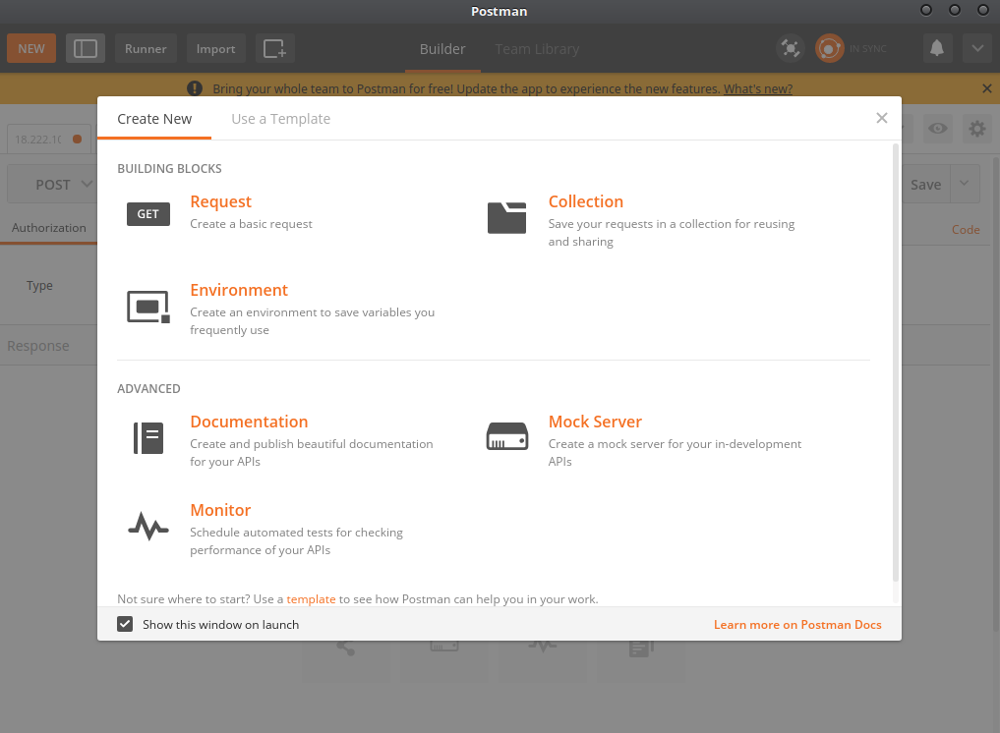 Postman
NEW
Runner
Import
Builder
Team Library
IN SYNC
Bring your whole team to Postman for free! Update the app to experience the new features. What's new?
Create New
Use a Template
18.222.10
BUILDING BLOCKS
POST
GET
Request
Create a basic request
Collection
Save your requests in a collection for reusing
and sharing
Save
Authorization
Code
Type
Environment
Create an environment to save variables you
frequently use
Response
ADVANCED
Documentation
Create and publish beautiful documentation
for your APIs
Mock Server
Create a mock server for your in-development
APIs
Monitor
Schedule automated tests for checking
performance of your APIs
Not sure where to start? Use a template to see how Postman can help you in your work.
Show this window on launch
Learn more on Postman Docs